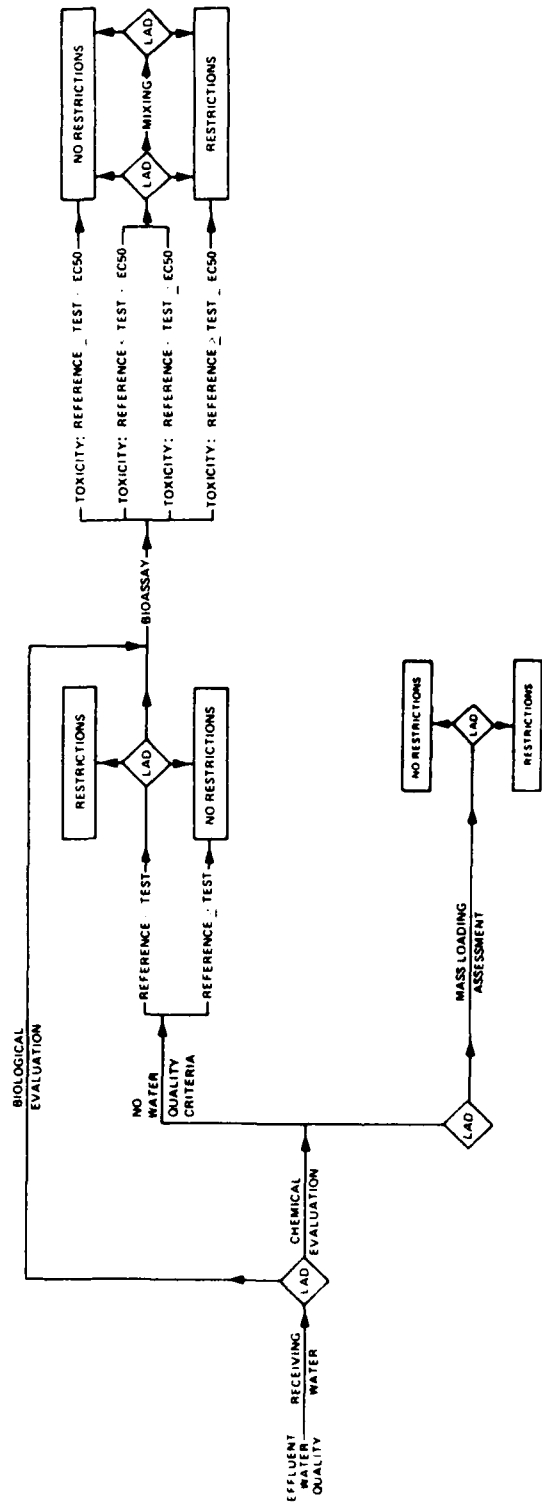 EFFLUENT
WATER
QUALITY
RECEIVING
WATER
LAD
BIOLOGICAL
EVALUATION
CHEMICAL
EVALUATION
NO
WATER
QUALITY
CRITERIA
REFERENCE TEST
REFERENCE TEST
RESTRICTIONS
LAD
NO RESTRICTIONS
BIOASSAY
TOXICITY: REFERENCE TEST EC50
TOXICITY: REFERENCE TEST EC50
TOXICITY: REFERENCE TEST EC50
TOXICITY: REFERENCE TEST EC50
NO RESTRICTIONS
LAD
MIXING
LAD
RESTRICTIONS
LAD
MASS LOADING
ASSESSMENT
NO RESTRICTIONS
LAD
RESTRICTIONS